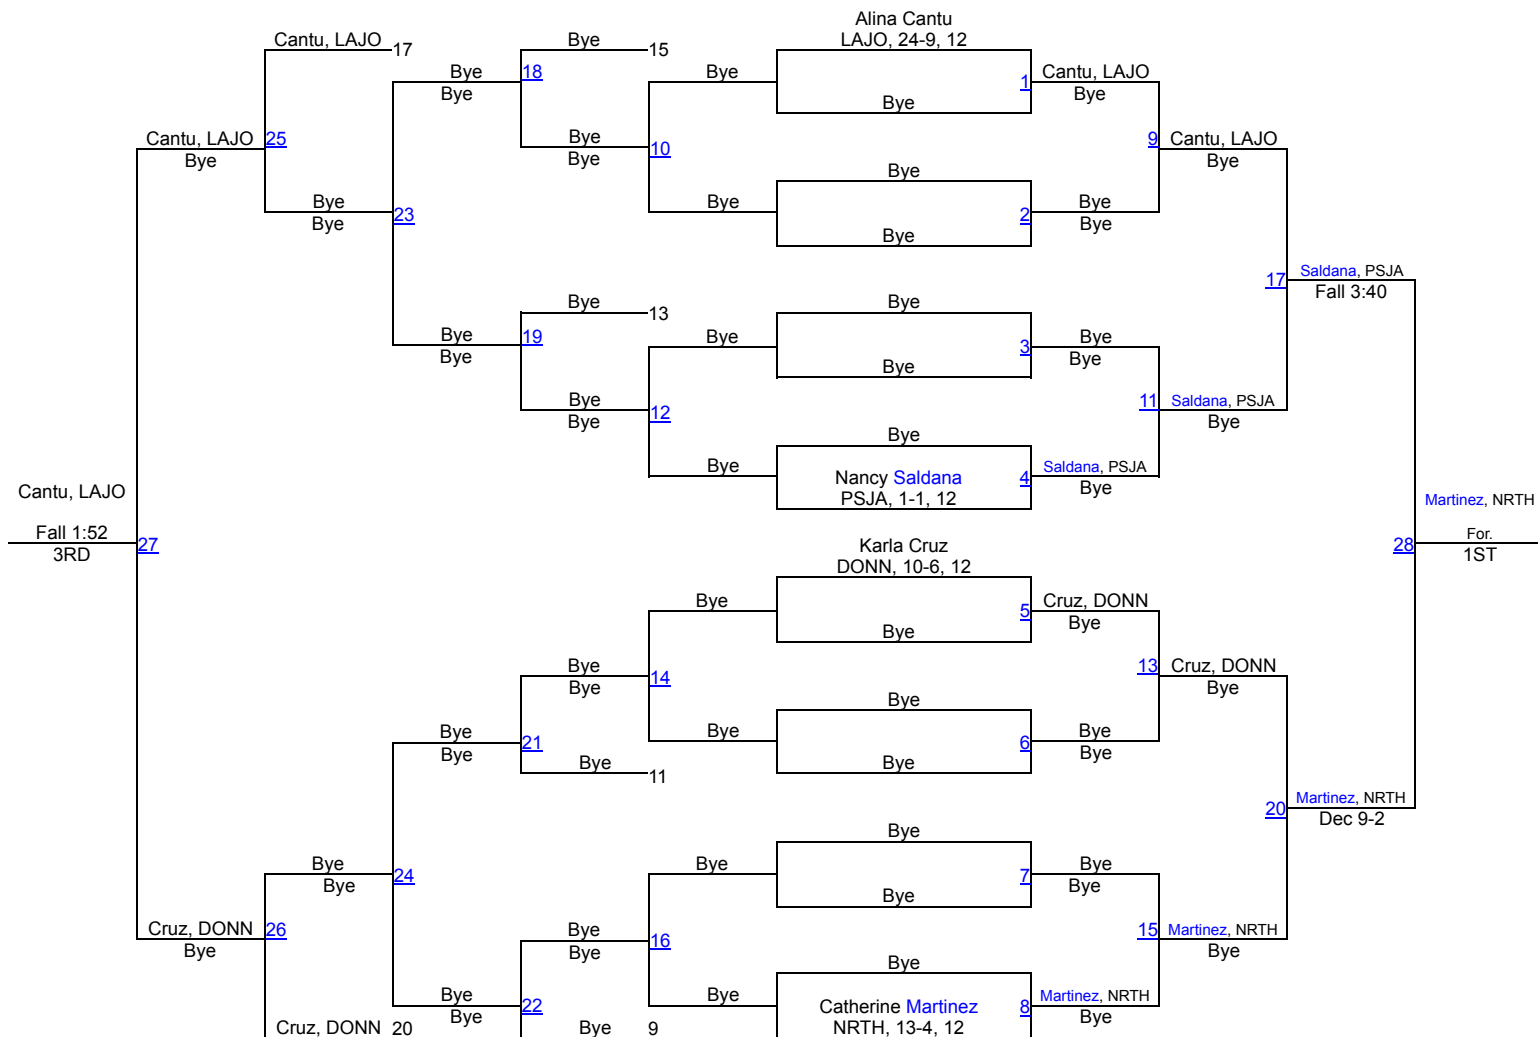 Alina Cantu
LAJO, 24-9, 12
Cantu, LAJO 17
Bye 15
Bye 18
Bye
Bye
Bye
1 Cantu, LAJO
Bye
Cantu, LAJO 25
Bye
Bye
Bye
10
9 Cantu, LAJO
Bye
Bye
Bye
Bye
23
Bye
Bye
2 Bye
Bye
17 Saldana, PSJA
Fall 3:40
Bye 13
Bye
Bye
Bye
19
Bye
Bye
3 Bye
Bye
Bye
Bye
12
11 Saldana, PSJA
Bye
Bye
Bye
Nancy Saldana
PSJA, 1-1, 12
4 Saldana, PSJA
Bye
Cantu, LAJO
Fall 1:52
3RD
27
Martinez, NRTH
28 For.
1ST
Karla Cruz
DONN, 10-6, 12
Bye
Bye
5 Cruz, DONN
Bye
Bye
Bye
14
13 Cruz, DONN
Bye
Bye
Bye
Bye
21
Bye
Bye
6 Bye
Bye
Bye 11
20 Martinez, NRTH
Dec 9-2
Bye
Bye
Bye
24
Bye
Bye
7 Bye
Bye
Cruz, DONN 26
Bye
Bye
Bye
16
15 Martinez, NRTH
Bye
Bye
Bye
Bye
22
Bye
Catherine Martinez
NRTH, 13-4, 12
8 Martinez, NRTH
Bye
Cruz, DONN 20
Bye 9